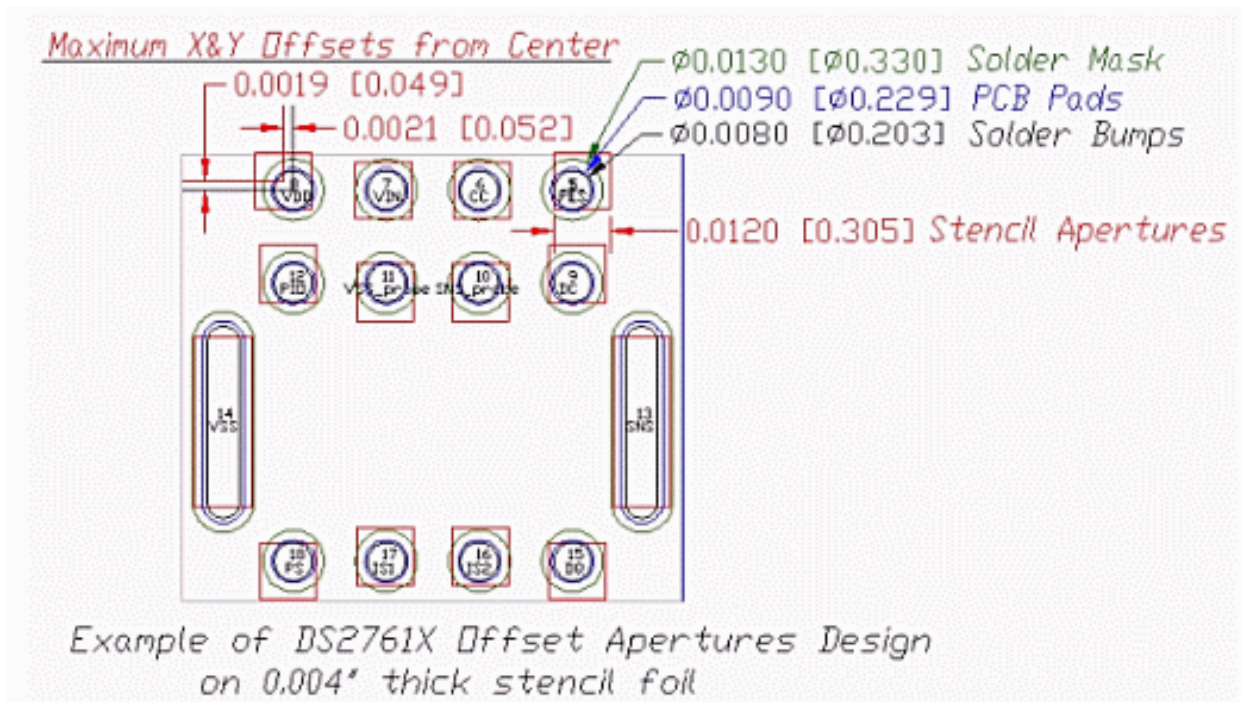 Maximum X&Y Offsets from Center
0.0019 [0.049]
0.0021 [0.052]
ø0.0130 [ø0.330] Solder Mask
ø0.0090 [ø0.229] PCB Pads
ø0.0080 [ø0.203] Solder Bumps
VDD
7
VIN
6
CC
5
0.0120 [0.305] Stencil Apertures
12
PIO
11
VSS_probe
10
SNS_probe
9
DC
14
VSS
13
SNS
18
PS
17
IS1
16
IS2
15
Example of DS2761X Offset Apertures Design
on 0.004" thick stencil foil